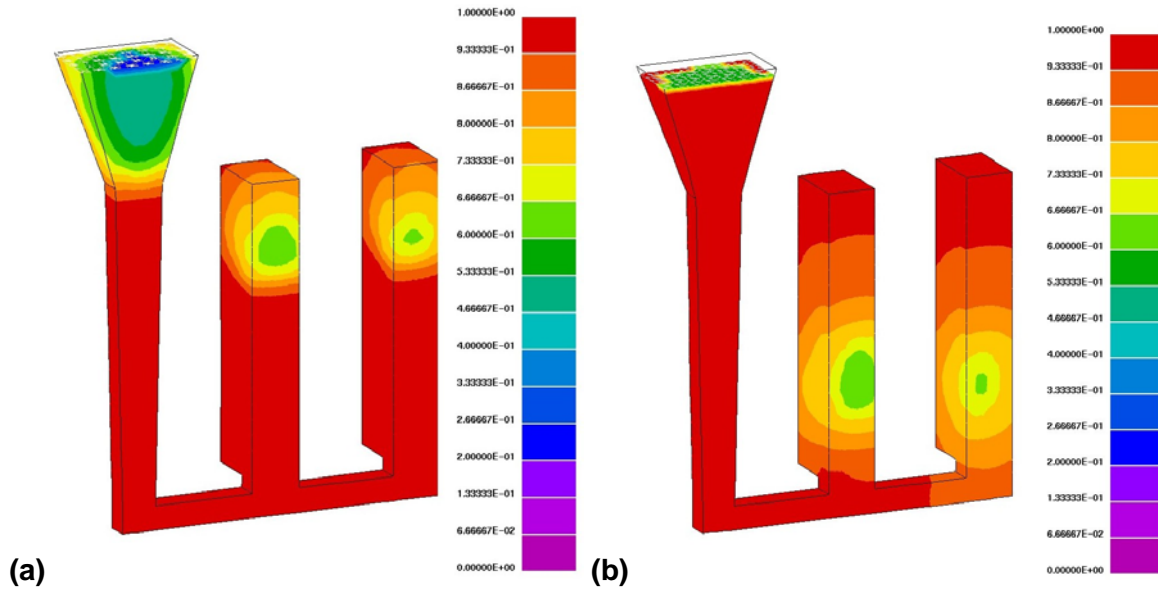 1.00000E+00
9.33333E-01
8.66667E-01
8.00000E-01
7.33333E-01
6.66667E-01
6.00000E-01
5.33333E-01
4.66667E-01
4.00000E-01
3.33333E-01
2.66667E-01
2.00000E-01
1.33333E-01
6.66667E-02
0.00000E+00
(a)
1.00000E+00
9.33333E-01
8.66667E-01
8.00000E-01
7.33333E-01
6.66667E-01
6.00000E-01
5.33333E-01
4.66667E-01
4.00000E-01
3.33333E-01
2.66667E-01
2.00000E-01
1.33333E-01
6.66667E-02
0.00000E+00
(b)